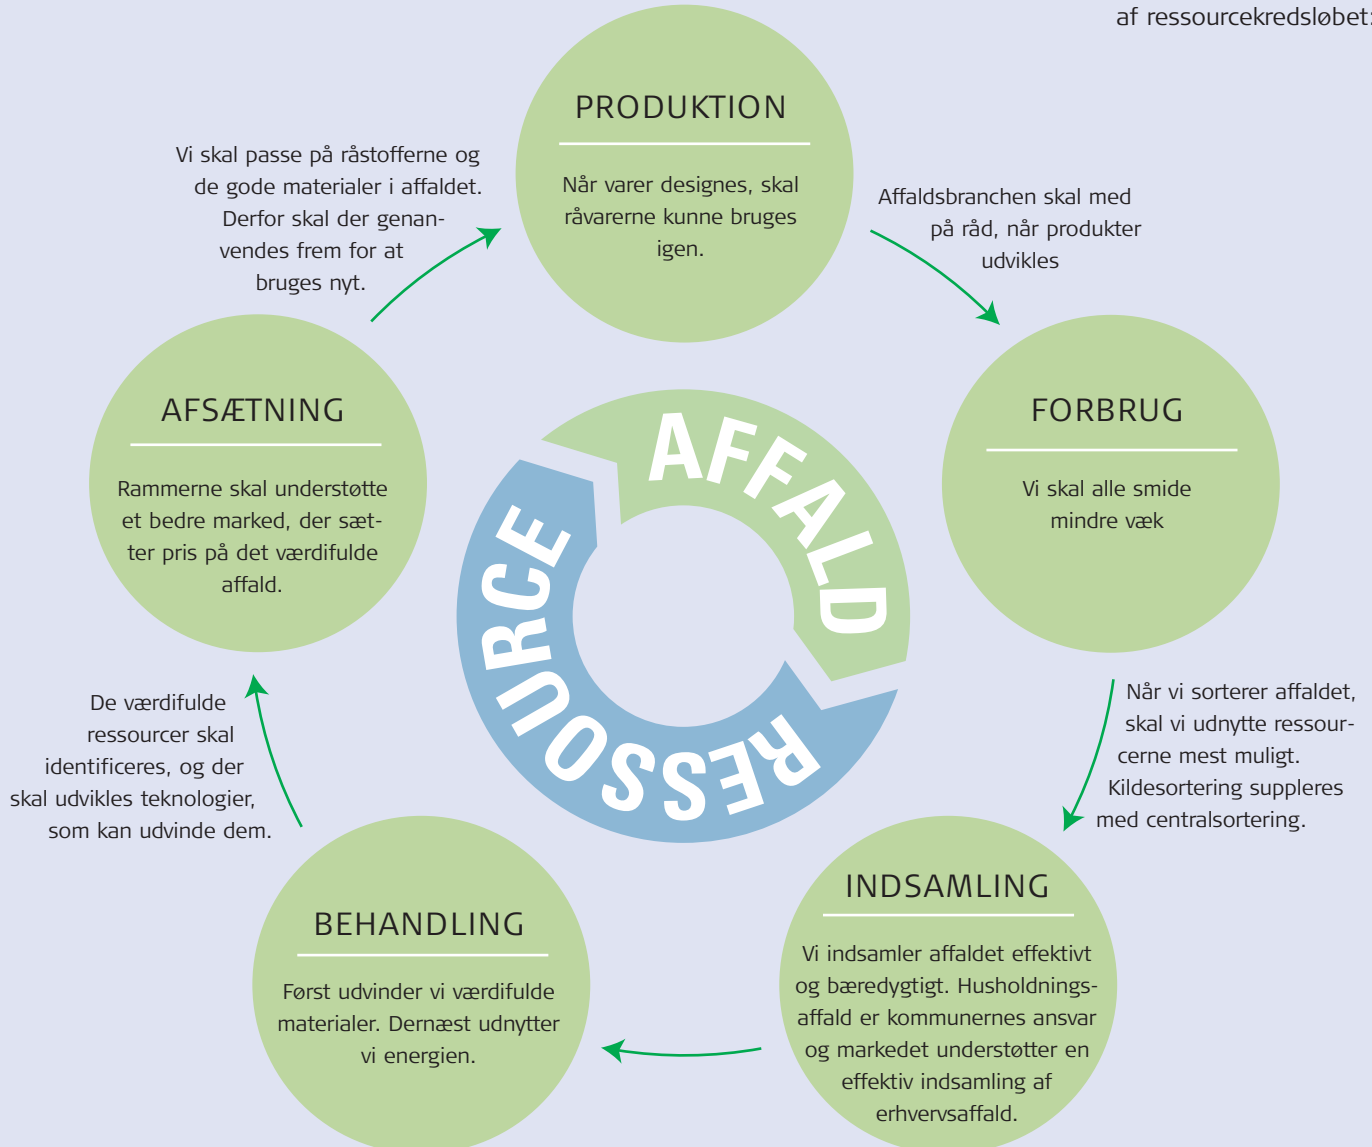 af ressourcekredsløbet:
PRODUKTION
Når varer designes, skal
råvarerne kunne bruges
igen.
Affaldsbranchen skal med
på råd, når produkter
udvikles
FORBRUG
Vi skal alle smide
mindre væk
Når vi sorterer affaldet,
skal vi udnytte ressour-
cerne mest muligt.
Kildesortering suppleres
med centralsortering.
INDSAMLING
Vi indsamler affaldet effektivt
og bæredygtigt. Husholdnings-
affald er kommunernes ansvar
og markedet understøtter en
effektiv indsamling af
erhvervsaffald.
BEHANDLING
Først udvinder vi værdifulde
materialer. Dernæst udnytter
vi energien.
De værdifulde
ressourcer skal
identificeres, og der
skal udvikles teknologier,
som kan udvinde dem.
AFSÆTNING
Rammerne skal understøtte
et bedre marked, der sæt-
ter pris på det værdifulde
affald.
Vi skal passe på råstofferne og
de gode materialer i affaldet.
Derfor skal der genan-
vendes frem for at
bruges nyt.
AFFALD
RESSOURCE